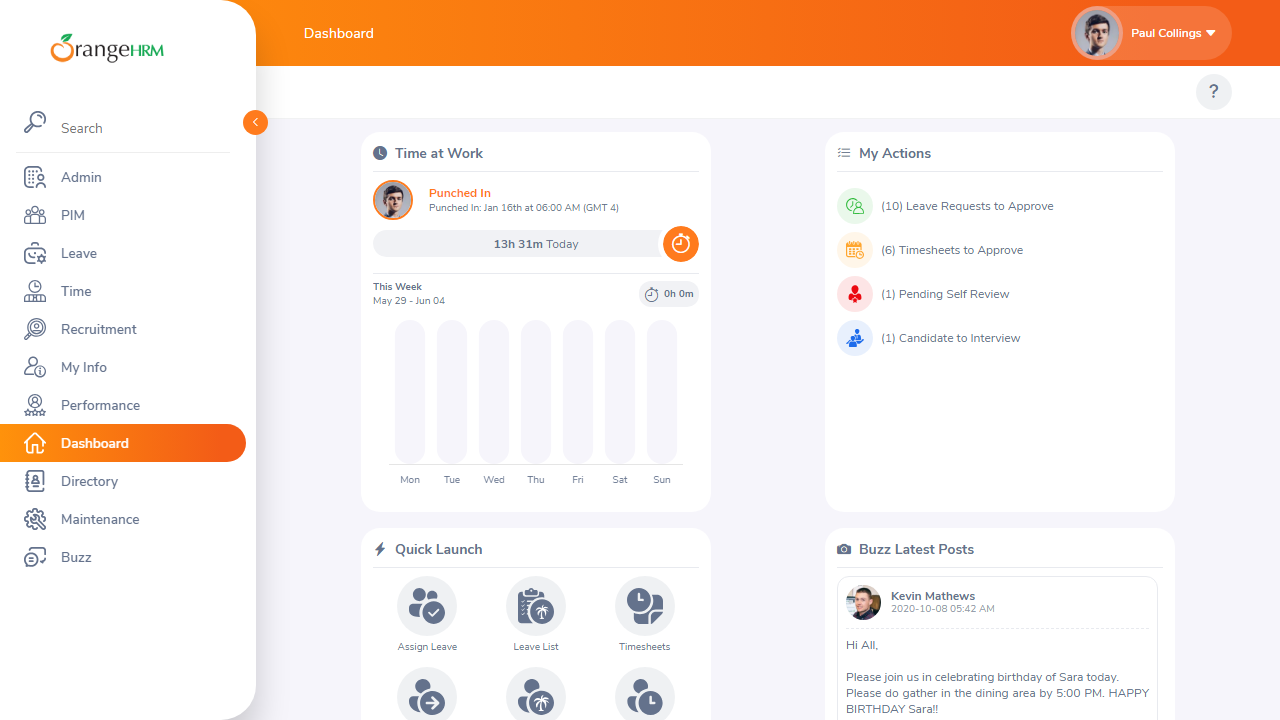 OrangeHRM
Search
Admin
PIM
Leave
Time
Recruitment
My Info
Performance
Dashboard
Directory
Maintenance
Buzz
Dashboard
Paul Collings
?
Time at Work
Punched In
Punched In: Jan 16th at 06:00 AM (GMT 4)
13h 31m Today
This Week
May 29 - Jun 04
0h 0m
Mon Tue Wed Thu Fri Sat Sun
My Actions
(10) Leave Requests to Approve
(6) Timesheets to Approve
(1) Pending Self Review
(1) Candidate to Interview
Quick Launch
Assign Leave Leave List Timesheets
Buzz Latest Posts
Kevin Mathews
2020-10-08 05:42 AM
Hi All,
Please join us in celebrating birthday of Sara today.
Please do gather in the dining area by 5:00 PM. HAPPY
BIRTHDAY Sara!!